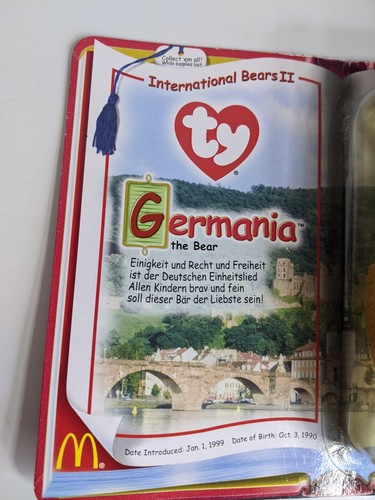 Collect 'em all!
While supplies last.
International Bears II
ty®
Germania™
the Bear
Einigkeit und Recht und Freiheit
ist der Deutschen Einheitslied
Allen Kindern brav und fein
soll dieser Bär der Liebste sein!
M®
Date Introduced: Jan. 1, 1999 Date of Birth: Oct. 3, 1990